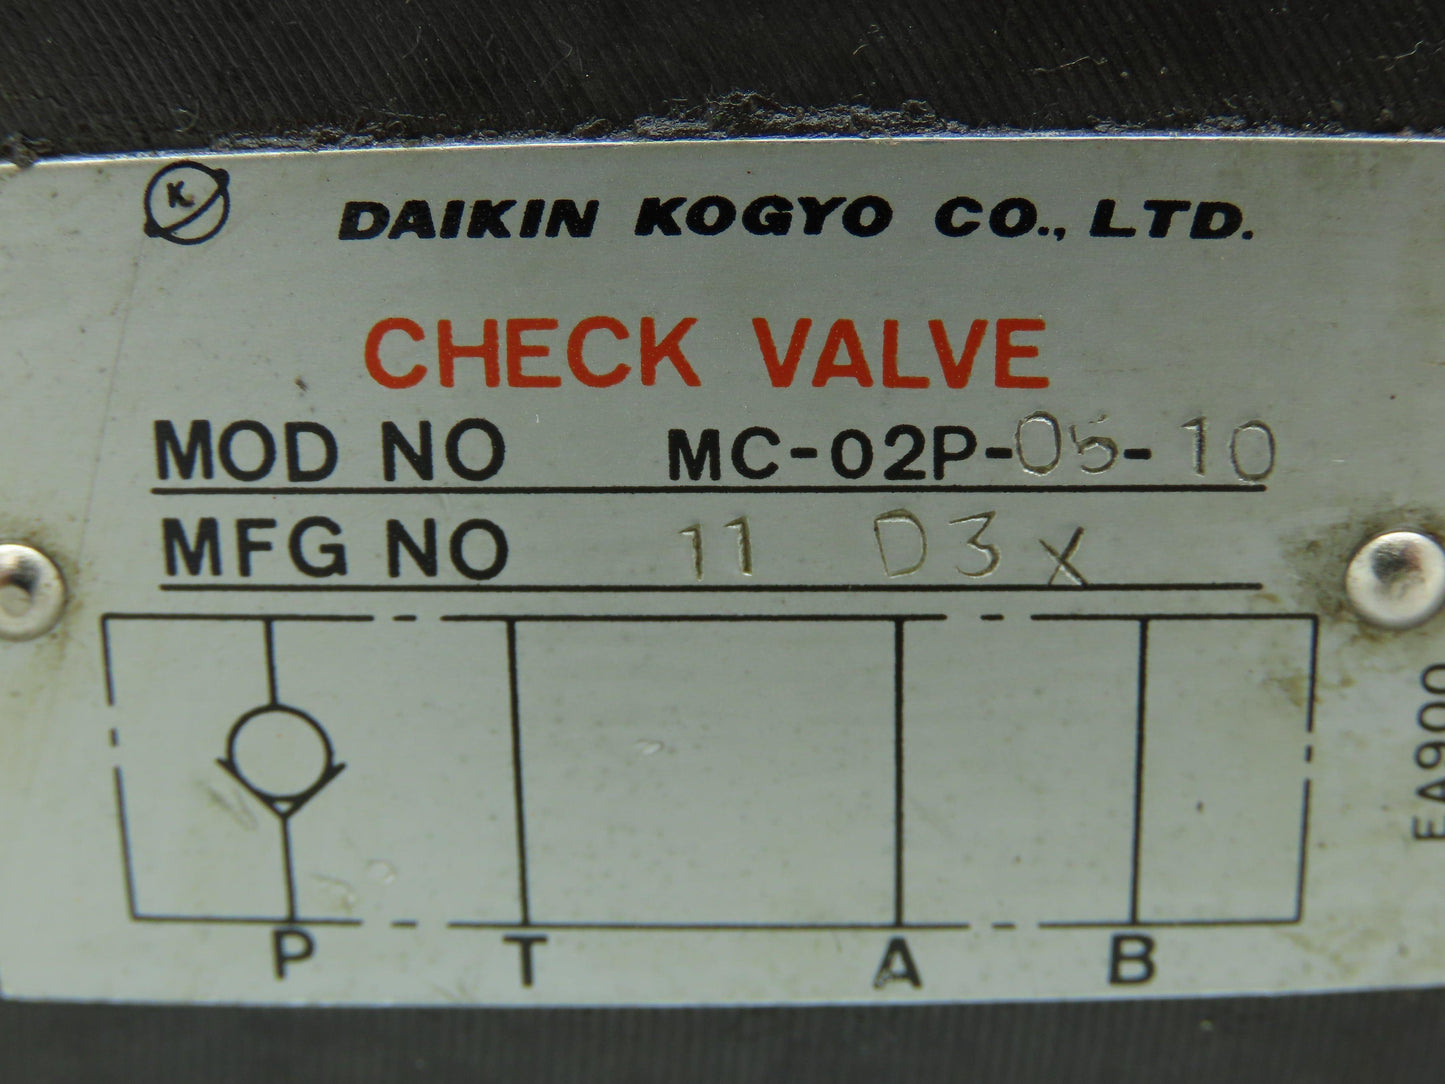 K
DAIKIN KOGYO CO., LTD.
CHECK VALVE
MOD NO MC-02P-05-10
MFG NO 11 D3X
P T A B
EA900